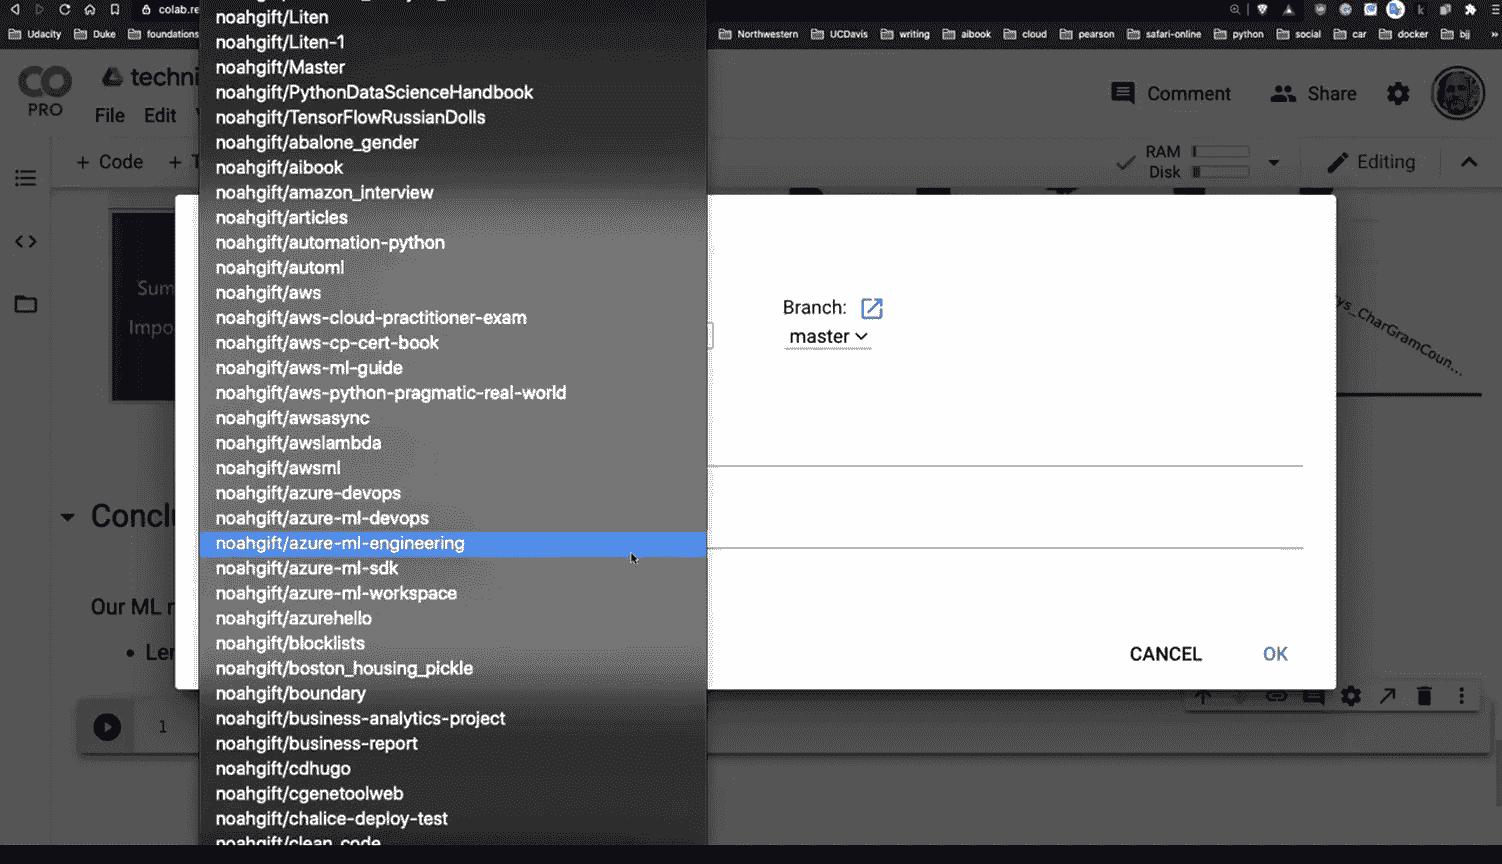 colab.re
Udacity
Duke
foundations
Northwestern
UCDavis
writing
aibook
cloud
pearson
safari-online
python
social
car
docker
bij
»
CO
PRO
techni
File Edit
Comment
Share
+ Code + T
RAM
Disk
Editing
noahgift/Liten
noahgift/Liten-1
noahgift/Master
noahgift/PythonDataScienceHandbook
noahgift/TensorFlowRussianDolls
noahgift/abalone_gender
noahgift/aibook
noahgift/amazon_interview
noahgift/articles
noahgift/automation-python
noahgift/automl
noahgift/aws
noahgift/aws-cloud-practitioner-exam
noahgift/aws-cp-cert-book
noahgift/aws-ml-guide
noahgift/aws-python-pragmatic-real-world
noahgift/awsasync
noahgift/awslambda
noahgift/awsml
noahgift/azure-devops
noahgift/azure-ml-devops
noahgift/azure-ml-engineering
noahgift/azure-ml-sdk
noahgift/azure-ml-workspace
noahgift/azurehello
noahgift/blocklists
noahgift/boston_housing_pickle
noahgift/boundary
noahgift/business-analytics-project
noahgift/business-report
noahgift/cdhugo
noahgift/cgenetoolweb
noahgift/chalice-deploy-test
noahgift/clean_code
Branch:
master
ys_CharGramCoun...
Sum
Impo
Conclu
Our ML r
• Ler
CANCEL
OK
1